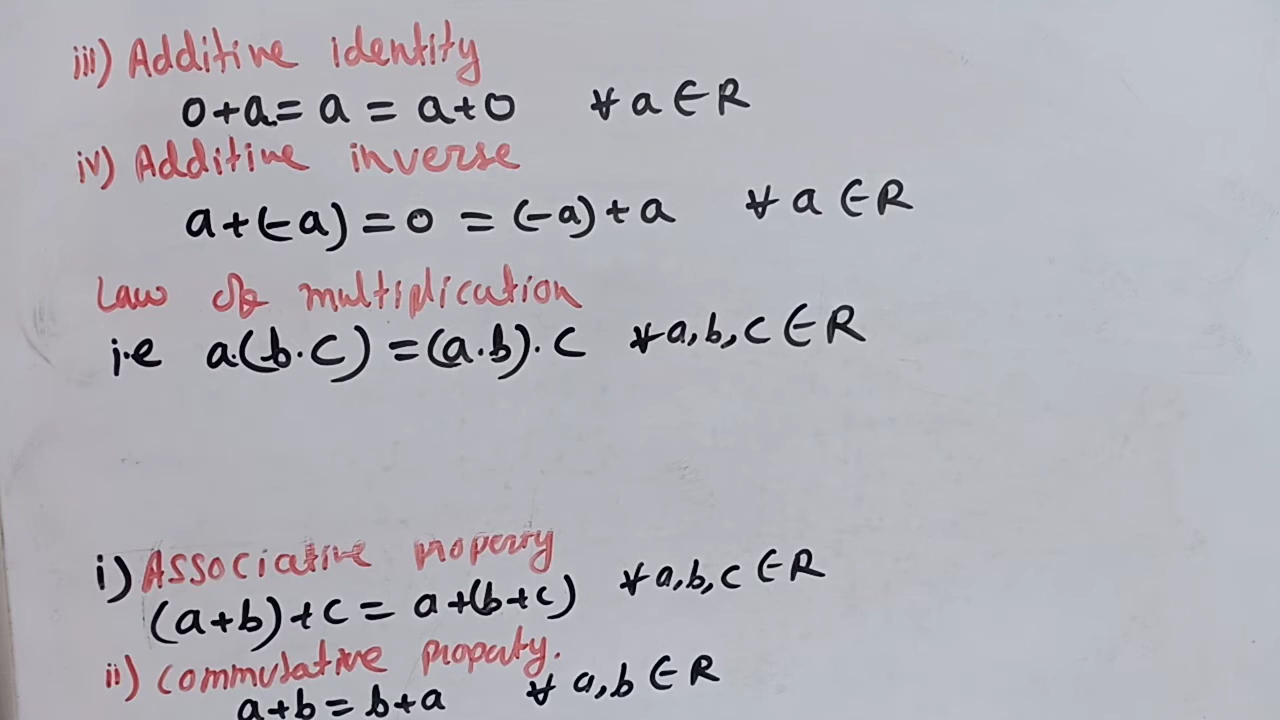 iii) Additive identity
0+a = a = a+0 ∀ a ∈ R
iv) Additive inverse
a+(-a) = 0 = (-a)+a ∀ a ∈ R
Law of multiplication
i.e a.(b.c) = (a.b).c ∀ a,b,c ∈ R
i) Associative property
(a+b)+c = a+(b+c) ∀ a,b,c ∈ R
ii) commutative property.
a+b = b+a ∀ a,b ∈ R